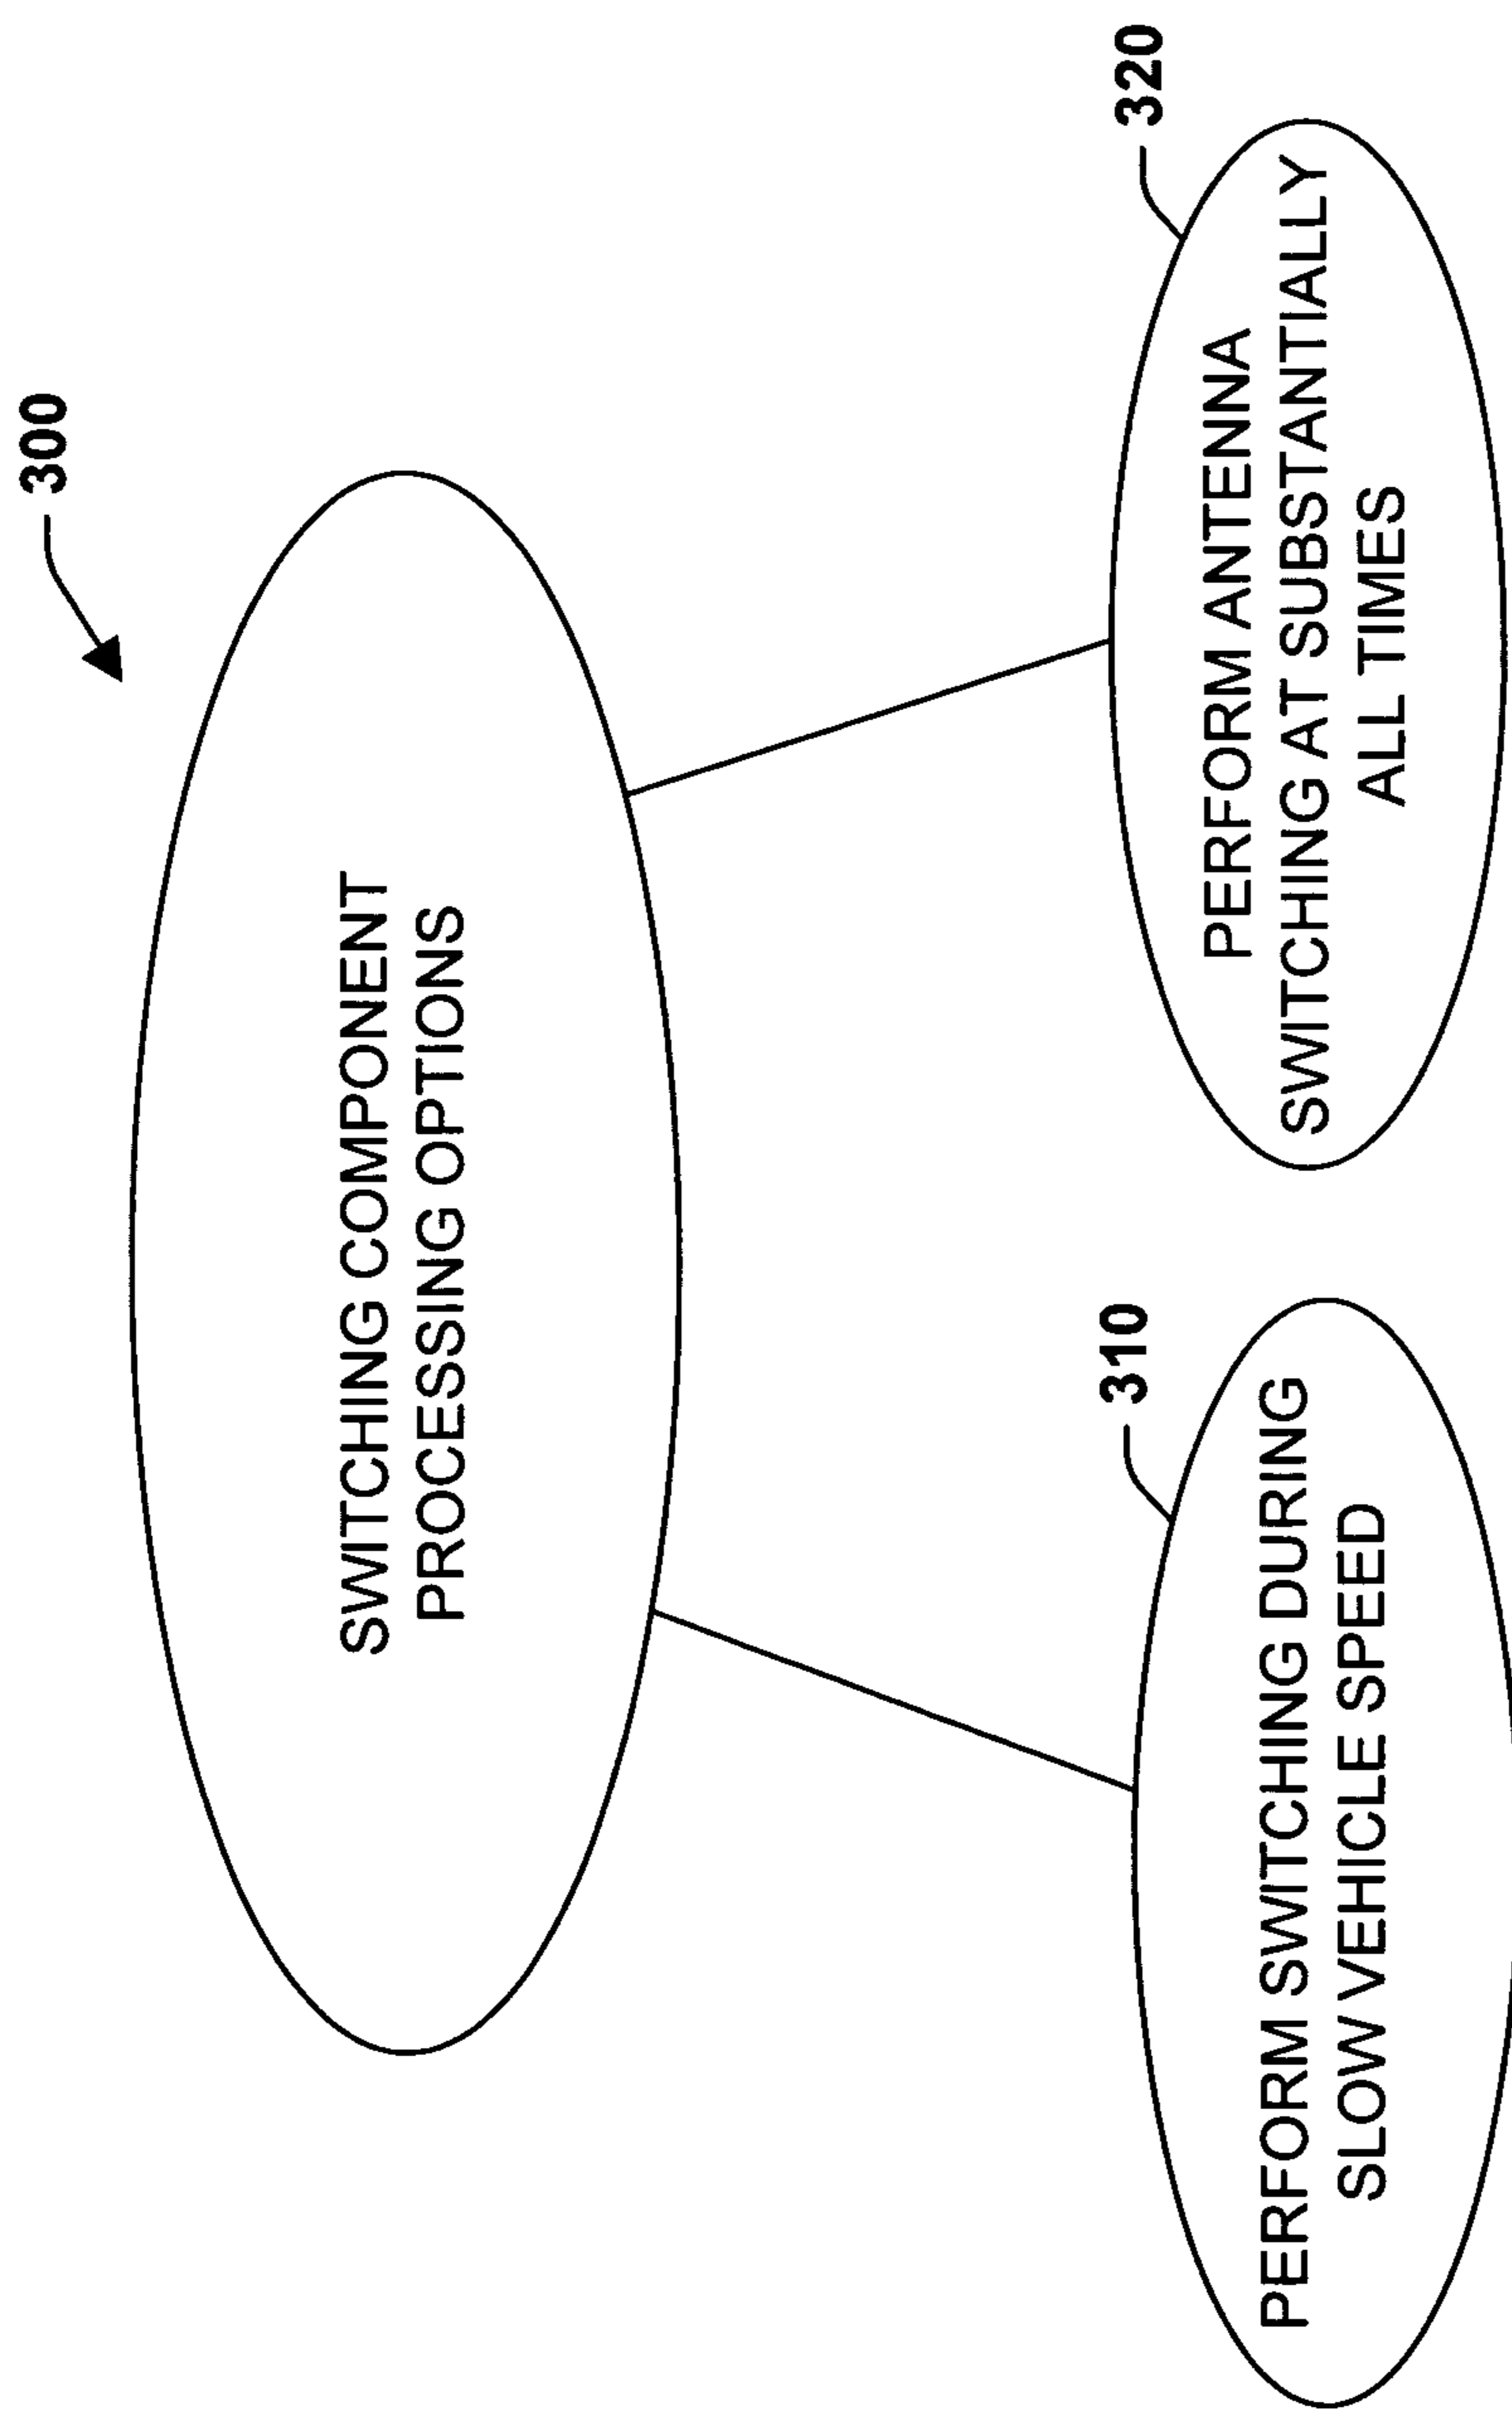 300
SWITCHING COMPONENT
PROCESSING OPTIONS
310
PERFORM SWITCHING DURING
SLOW VEHICLE SPEED
320
PERFORM ANTENNA
SWITCHING AT SUBSTANTIALLY
ALL TIMES